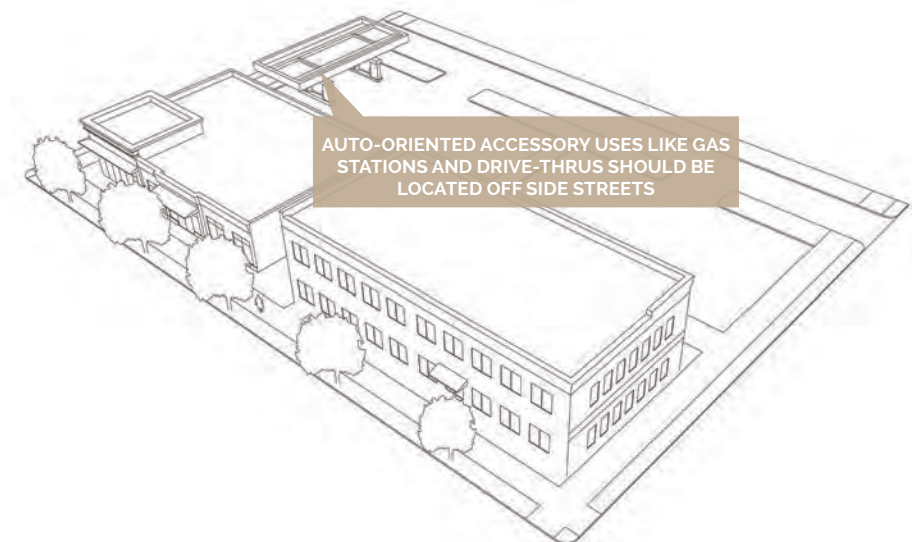 AUTO-ORIENTED ACCESSORY USES LIKE GAS
STATIONS AND DRIVE-THRUS SHOULD BE
LOCATED OFF SIDE STREETS